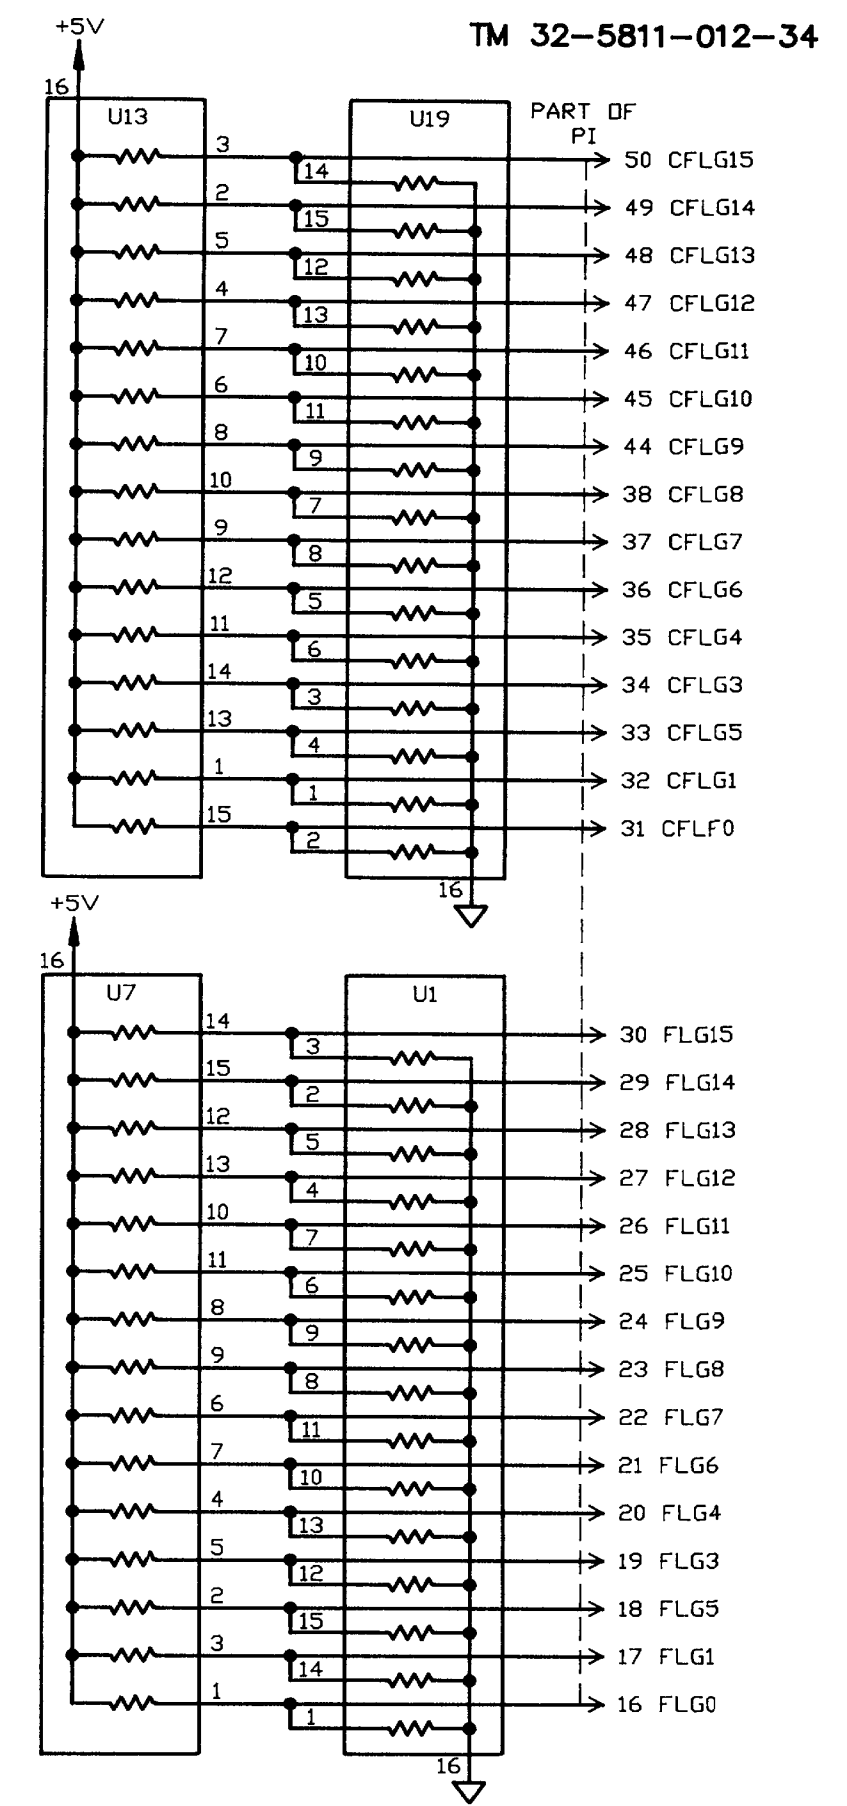 +5V
TM 32-5811-012-34
16
U13
U19
PART OF
PI
3
14
50 CFLG15
2
15
49 CFLG14
5
12
48 CFLG13
4
13
47 CFLG12
7
10
46 CFLG11
6
11
45 CFLG10
8
9
44 CFLG9
10
7
38 CFLG8
9
8
37 CFLG7
12
5
36 CFLG6
11
6
35 CFLG4
14
3
34 CFLG3
13
4
33 CFLG5
1
1
32 CFLG1
15
2
31 CFLF0
16
+5V
16
U7
U1
14
3
30 FLG15
15
2
29 FLG14
12
5
28 FLG13
13
4
27 FLG12
10
7
26 FLG11
11
6
25 FLG10
8
9
24 FLG9
9
8
23 FLG8
6
11
22 FLG7
7
10
21 FLG6
4
13
20 FLG4
5
12
19 FLG3
2
15
18 FLG5
3
14
17 FLG1
1
1
16 FLG0
16